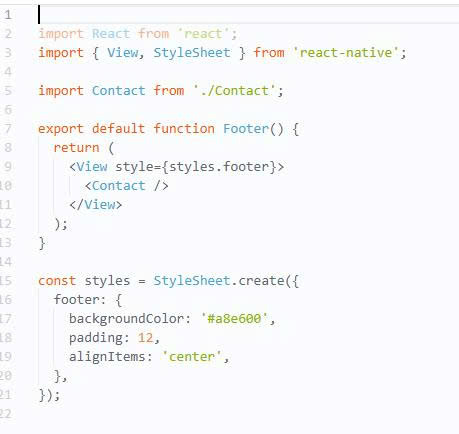 1
2 import React from 'react';
3 import { View, StyleSheet } from 'react-native';
4
5 import Contact from './Contact';
6
7 export default function Footer() {
8   return (
9     <View style={styles.footer}>
10       <Contact />
11     </View>
12   );
13 }
14
15 const styles = StyleSheet.create({
16   footer: {
17     backgroundColor: '#a8e600',
18     padding: 12,
19     alignItems: 'center',
20   },
21 });
22